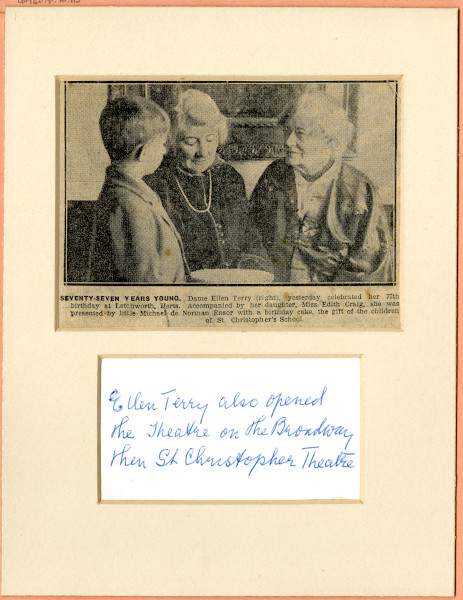 SEVENTY-SEVEN YEARS YOUNG. Dame Ellen Terry (right), yesterday celebrated her 77th
birthday at Letchworth, Herts. Accompanied by her daughter, Miss Edith Craig, she was
presented by little Michael de Norman Ensor with a birthday cake, the gift of the children
of St. Christopher's School.
Ellen Terry also opened
the Theatre on the Broadway
then St Christopher Theatre